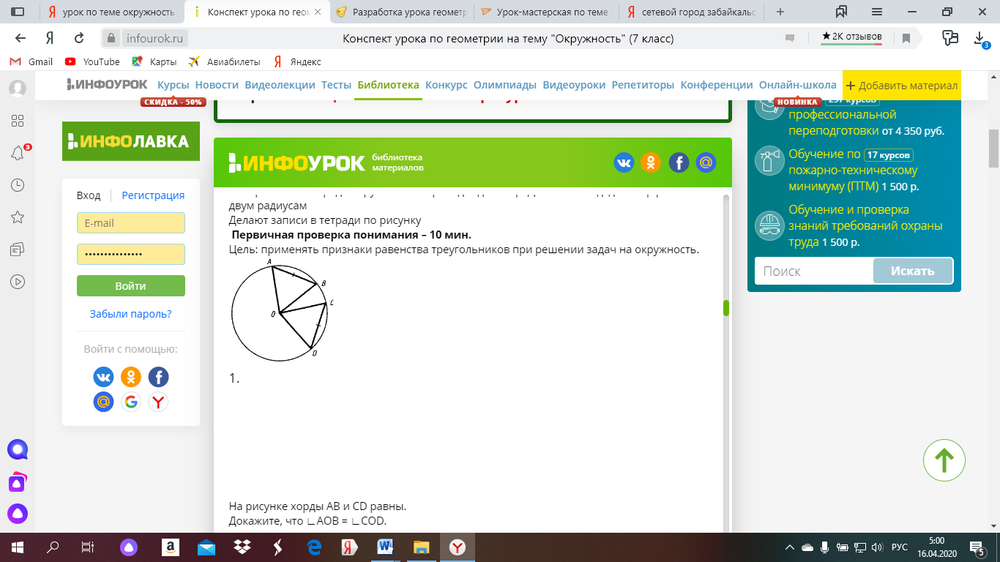 урок по теме окружность
Конспект урока по геом
Разработка урока геометр
Урок-мастерская по теме
сетевой город забайкальс
infourok.ru
Конспект урока по геометрии на тему "Окружность" (7 класс)
★2K отзывов
3
Gmail
YouTube
Карты
Авиабилеты
Яндекс
ИНФОУРОК
Курсы
Новости
Видеолекции
Тесты
Библиотека
Конкурс
Олимпиады
Видеоуроки
Репетиторы
Конференции
Онлайн-школа
+ Добавить материал
СКИДКА - 50%
НОВИНКА
3
ИНФОЛАВКА
Вход
Регистрация
E-mail
•••••••••••••••
Войти
Забыли пароль?
Войти с помощью:
ИНФОУРОК
библиотека
материалов
двум радиусам
Делают записи в тетради по рисунку
Первичная проверка понимания – 10 мин.
Цель: применять признаки равенства треугольников при решении задач на окружность.
A
B
C
O
D
1.
На рисунке хорды AB и CD равны.
Докажите, что ∟AOB = ∟COD.
курсов
профессиональной
переподготовки от 4 350 руб.
Обучение по 17 курсов
пожарно-техническому
минимуму (ПТМ) 1 500 р.
Обучение и проверка
знаний требований охраны
труда 1 500 р.
Поиск
Искать
РУС
5:00
16.04.2020
5